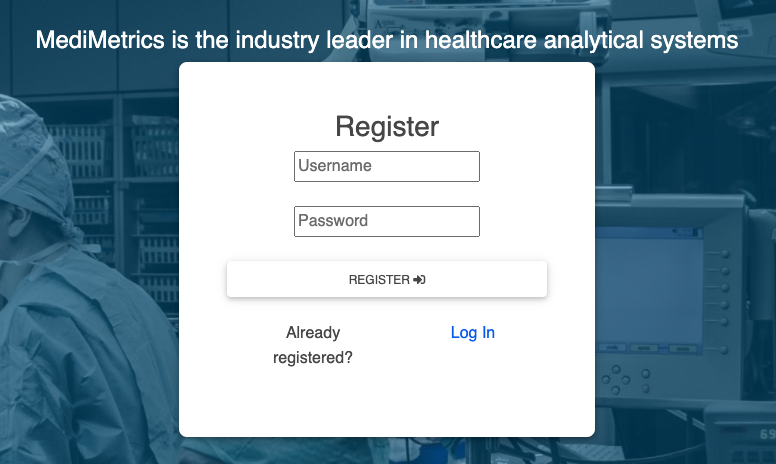 MediMetrics is the industry leader in healthcare analytical systems
Register
Username
Password
REGISTER
Already Log In
registered?